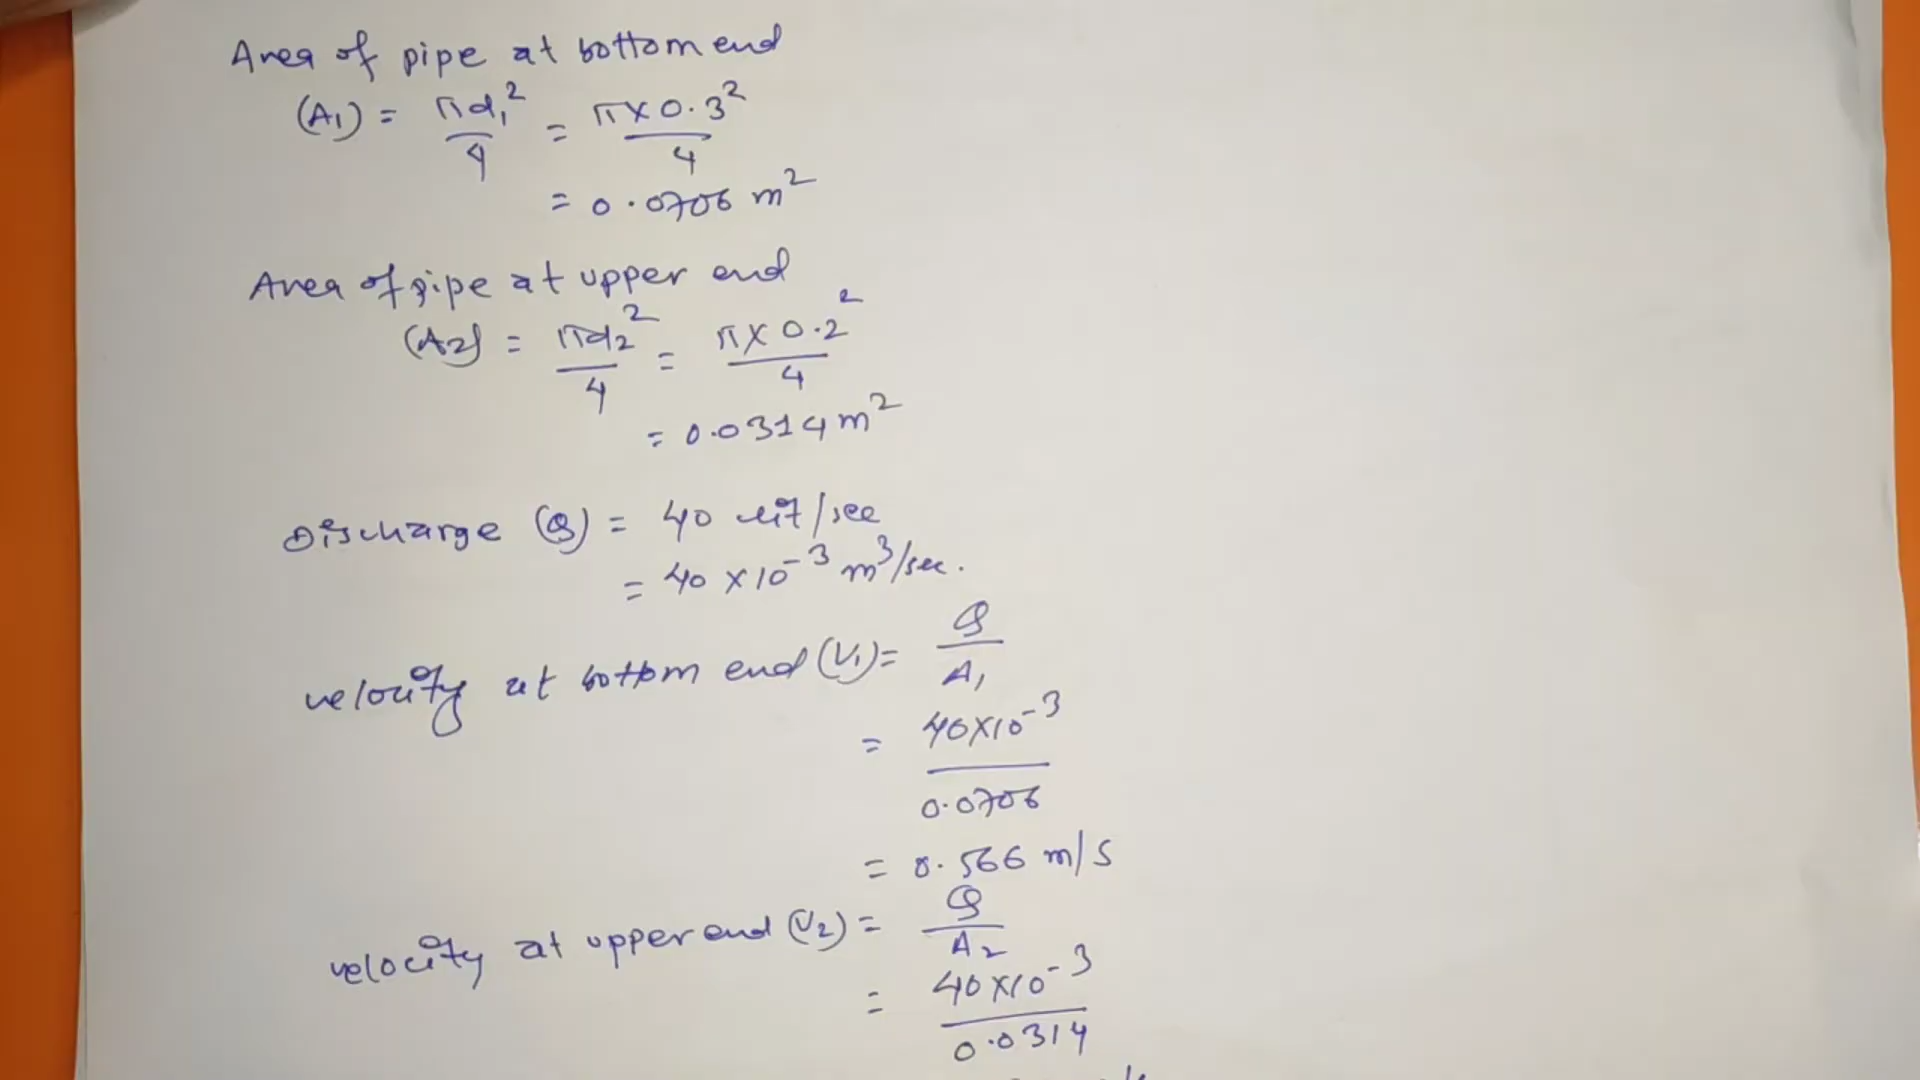 Area of pipe at bottom end
(A1) = πd1²/4 = π×0.3²/4
= 0.0706 m²
Area of pipe at upper end
(A2) = πd2²/4 = π×0.2²/4
= 0.0314 m²
Discharge (Q) = 40 lit/sec
= 40 ×10⁻³ m³/sec.
velocity at bottom end (V1) = Q/A1
= 40×10⁻³/0.0706
= 0.566 m/s
velocity at upper end (V2) = Q/A2
= 40×10⁻³/0.0314